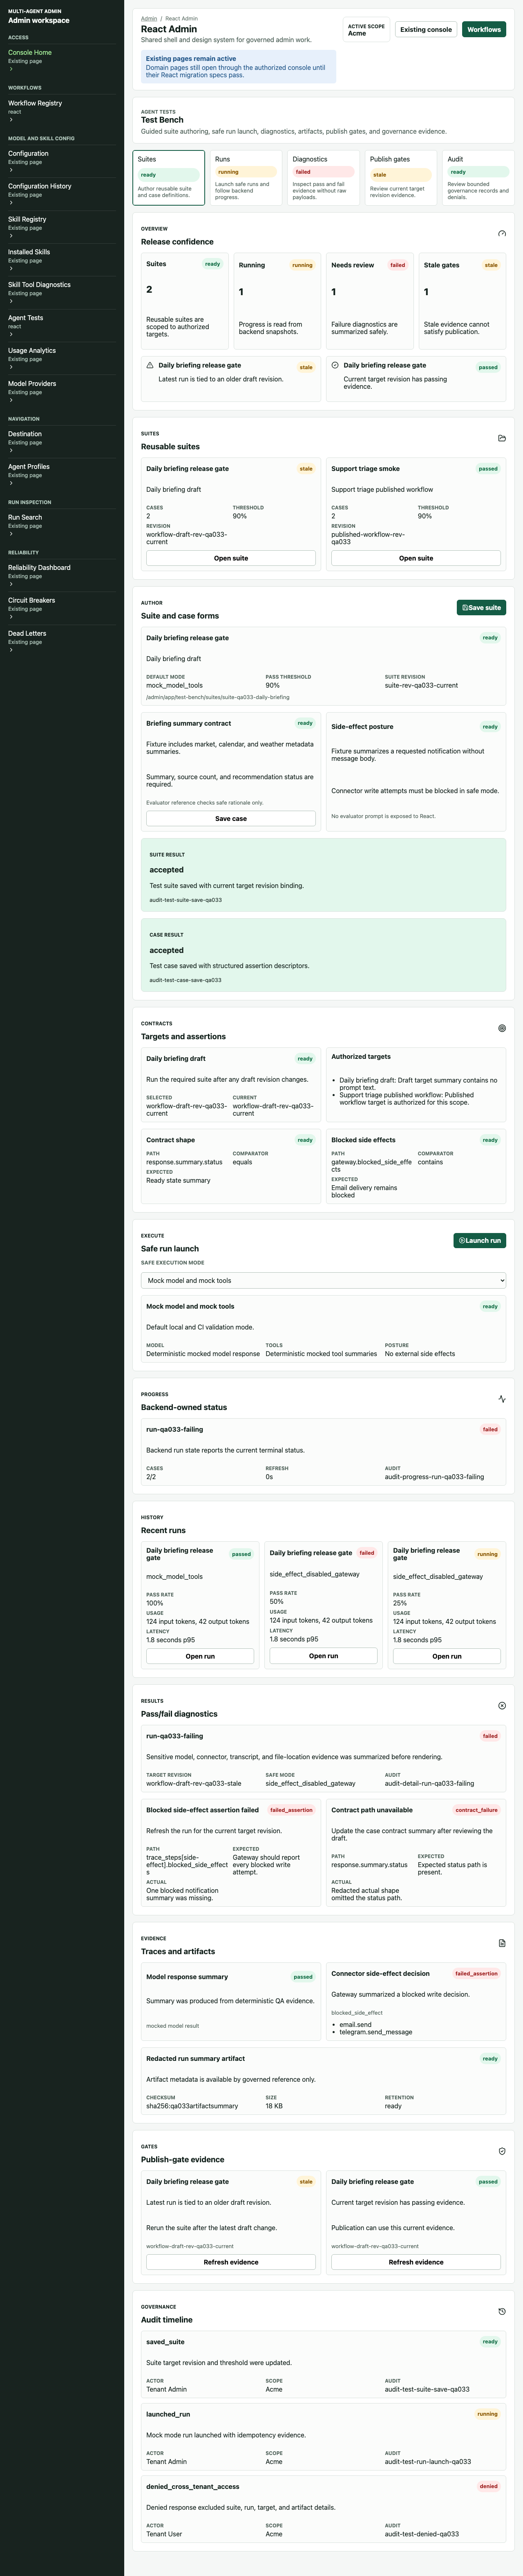 MULTI-AGENT ADMIN
Admin workspace
ACCESS
Console Home
Existing page
WORKFLOWS
Workflow Registry
react
MODEL AND SKILL CONFIG
Configuration
Existing page
Configuration History
Existing page
Skill Registry
Existing page
Installed Skills
Existing page
Skill Tool Diagnostics
Existing page
Agent Tests
react
Usage Analytics
Existing page
Model Providers
Existing page
NAVIGATION
Destination
Existing page
Agent Profiles
Existing page
RUN INSPECTION
Run Search
Existing page
RELIABILITY
Reliability Dashboard
Existing page
Circuit Breakers
Existing page
Dead Letters
Existing page
Admin / React Admin
React Admin
Shared shell and design system for governed admin work.
ACTIVE SCOPE
Acme
Existing console
Workflows
Existing pages remain active
Domain pages still open through the authorized console until
their React migration specs pass.
AGENT TESTS
Test Bench
Guided suite authoring, safe run launch, diagnostics, artifacts, publish gates, and governance evidence.
Suites
ready
Author reusable suite
and case definitions.
Runs
running
Launch safe runs and
follow backend
progress.
Diagnostics
failed
Inspect pass and fail
evidence without raw
payloads.
Publish gates
stale
Review current target
revision evidence.
Audit
ready
Review bounded
governance records and
denials.
OVERVIEW
Release confidence
Suites
ready
2
Reusable suites are
scoped to authorized
targets.
Running
running
1
Progress is read from
backend snapshots.
Needs review
failed
1
Failure diagnostics are
summarized safely.
Stale gates
stale
1
Stale evidence cannot
satisfy publication.
Daily briefing release gate
stale
Latest run is tied to an older draft revision.
Daily briefing release gate
passed
Current target revision has passing
evidence.
SUITES
Reusable suites
Daily briefing release gate
stale
Daily briefing draft
CASES
2
THRESHOLD
90%
REVISION
workflow-draft-rev-qa033-
current
Open suite
Support triage smoke
passed
Support triage published workflow
CASES
2
THRESHOLD
90%
REVISION
published-workflow-rev-
qa033
Open suite
AUTHOR
Suite and case forms
Save suite
Daily briefing release gate
ready
Daily briefing draft
DEFAULT MODE
mock_model_tools
PASS THRESHOLD
90%
SUITE REVISION
suite-rev-qa033-current
/admin/app/test-bench/suites/suite-qa033-daily-briefing
Briefing summary contract
ready
Fixture includes market, calendar, and weather metadata
summaries.
Summary, source count, and recommendation status are
required.
Evaluator reference checks safe rationale only.
Save case
Side-effect posture
ready
Fixture summarizes a requested notification without
message body.
Connector write attempts must be blocked in safe mode.
No evaluator prompt is exposed to React.
SUITE RESULT
accepted
Test suite saved with current target revision binding.
audit-test-suite-save-qa033
CASE RESULT
accepted
Test case saved with structured assertion descriptors.
audit-test-case-save-qa033
CONTRACTS
Targets and assertions
Daily briefing draft
ready
Run the required suite after any draft revision changes.
SELECTED
workflow-draft-rev-qa033-
current
CURRENT
workflow-draft-rev-qa033-
current
Authorized targets
Daily briefing draft: Draft target summary contains no
prompt text.
Support triage published workflow: Published
workflow target is authorized for this scope.
Contract shape
ready
PATH
response.summary.status
COMPARATOR
equals
EXPECTED
Ready state summary
Blocked side effects
ready
PATH
gateway.blocked_side_effe
cts
COMPARATOR
contains
EXPECTED
Email delivery remains
blocked
EXECUTE
Safe run launch
Launch run
SAFE EXECUTION MODE
Mock model and mock tools
Mock model and mock tools
ready
Default local and CI validation mode.
MODEL
Deterministic mocked model response
TOOLS
Deterministic mocked tool summaries
POSTURE
No external side effects
PROGRESS
Backend-owned status
run-qa033-failing
failed
Backend run state reports the current terminal status.
CASES
2/2
REFRESH
0s
AUDIT
audit-progress-run-qa033-failing
HISTORY
Recent runs
Daily briefing release
gate
passed
mock_model_tools
PASS RATE
100%
USAGE
124 input tokens, 42 output tokens
LATENCY
1.8 seconds p95
Open run
Daily briefing release gate
failed
side_effect_disabled_gateway
PASS RATE
50%
USAGE
124 input tokens, 42 output tokens
LATENCY
1.8 seconds p95
Open run
Daily briefing release
gate
running
side_effect_disabled_gateway
PASS RATE
25%
USAGE
124 input tokens, 42 output tokens
LATENCY
1.8 seconds p95
Open run
RESULTS
Pass/fail diagnostics
run-qa033-failing
failed
Sensitive model, connector, transcript, and file-location evidence was summarized before rendering.
TARGET REVISION
workflow-draft-rev-qa033-stale
SAFE MODE
side_effect_disabled_gateway
AUDIT
audit-detail-run-qa033-failing
Blocked side-effect assertion failed
failed_assertion
Refresh the run for the current target revision.
PATH
trace_steps[side-
effect].blocked_side_effect
s
EXPECTED
Gateway should report
every blocked write
attempt.
ACTUAL
One blocked notification
summary was missing.
Contract path unavailable
contract_failure
Update the case contract summary after reviewing the
draft.
PATH
response.summary.status
EXPECTED
Expected status path is
present.
ACTUAL
Redacted actual shape
omitted the status path.
EVIDENCE
Traces and artifacts
Model response summary
passed
Summary was produced from deterministic QA evidence.
mocked model result
Connector side-effect decision
failed_assertion
Gateway summarized a blocked write decision.
blocked_side_effect
email.send
telegram.send_message
Redacted run summary artifact
ready
Artifact metadata is available by governed reference only.
CHECKSUM
sha256:qa033artifactsummary
SIZE
18 KB
RETENTION
ready
GATES
Publish-gate evidence
Daily briefing release gate
stale
Latest run is tied to an older draft revision.
Rerun the suite after the latest draft change.
workflow-draft-rev-qa033-current
Refresh evidence
Daily briefing release gate
passed
Current target revision has passing evidence.
Publication can use this current evidence.
workflow-draft-rev-qa033-current
Refresh evidence
GOVERNANCE
Audit timeline
saved_suite
ready
Suite target revision and threshold were updated.
ACTOR
Tenant Admin
SCOPE
Acme
AUDIT
audit-test-suite-save-qa033
launched_run
running
Mock mode run launched with idempotency evidence.
ACTOR
Tenant Admin
SCOPE
Acme
AUDIT
audit-test-run-launch-qa033
denied_cross_tenant_access
denied
Denied response excluded suite, run, target, and artifact details.
ACTOR
Tenant User
SCOPE
Acme
AUDIT
audit-test-denied-qa033